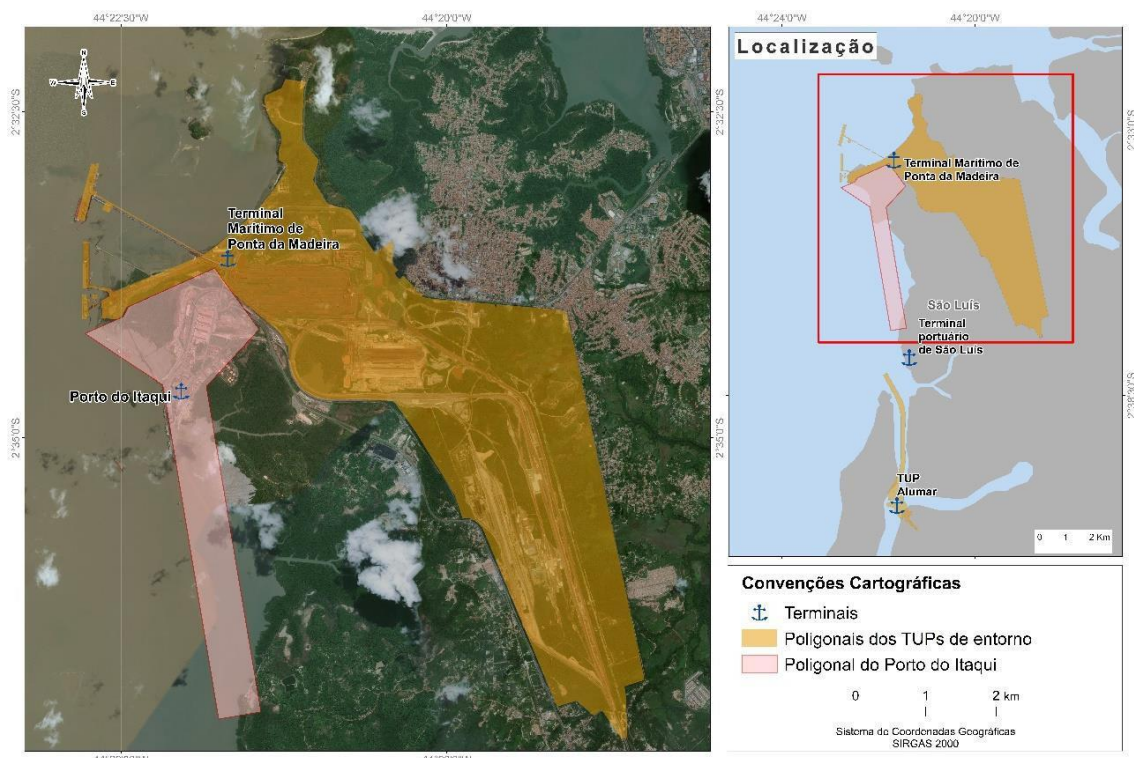 44°22'30"W
44°20'0"W
N
W
E
S
2°32'30"S
2°35'0"S
Terminal
Marítimo de
Ponta da Madeira
Porto do Itaqui
44°24'0"W
44°20'0"W
Localização
2°33'0"S
2°38'30"S
Terminal Marítimo de
Ponta da Madeira
São Luís
Terminal
portuário
de São Luís
TUP
Alumar
0 1 2 Km
Convenções Cartográficas
Terminais
Poligonais dos TUPs de entorno
Poligonal do Porto do Itaqui
0 1 2 km
Sistema de Coordenadas Geográficas
SIRGAS 2000